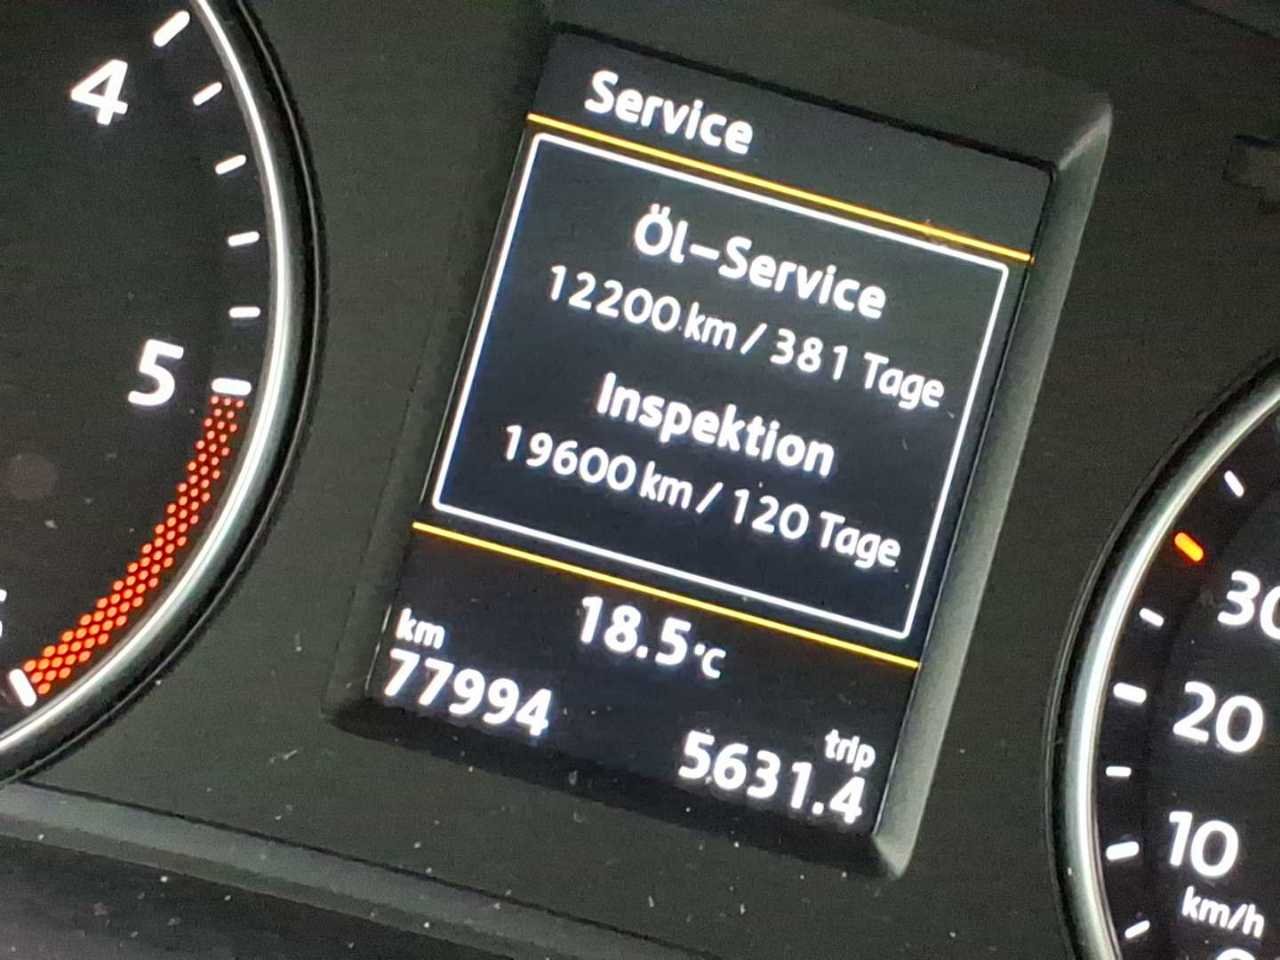 4
5
Service
Öl-Service
12200 km / 381 Tage
Inspektion
19600 km / 120 Tage
18.5 °C
km
77994
trip
5631.4
30
20
10
km/h